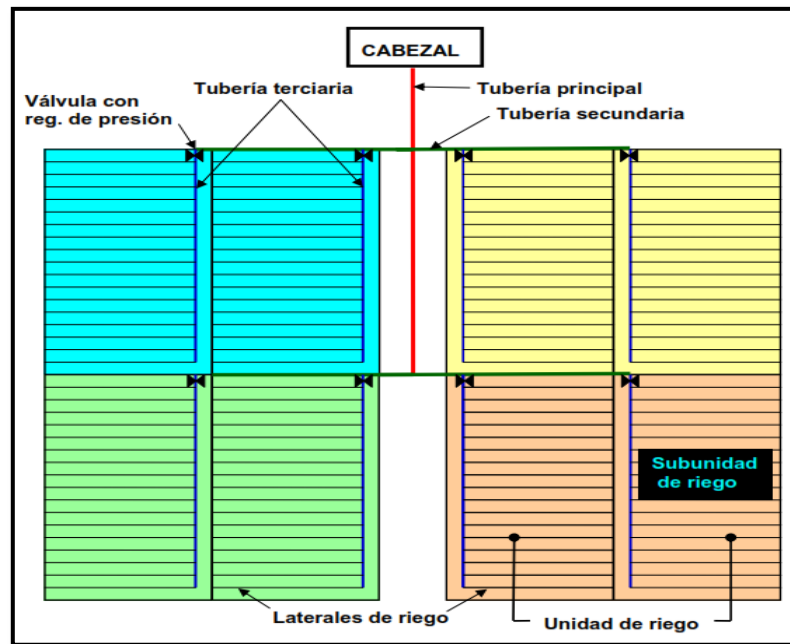 CABEZAL
Tubería terciaria
Tubería principal
Válvula con
reg. de presión
Tubería secundaria
Subunidad
de riego
Laterales de riego
Unidad de riego